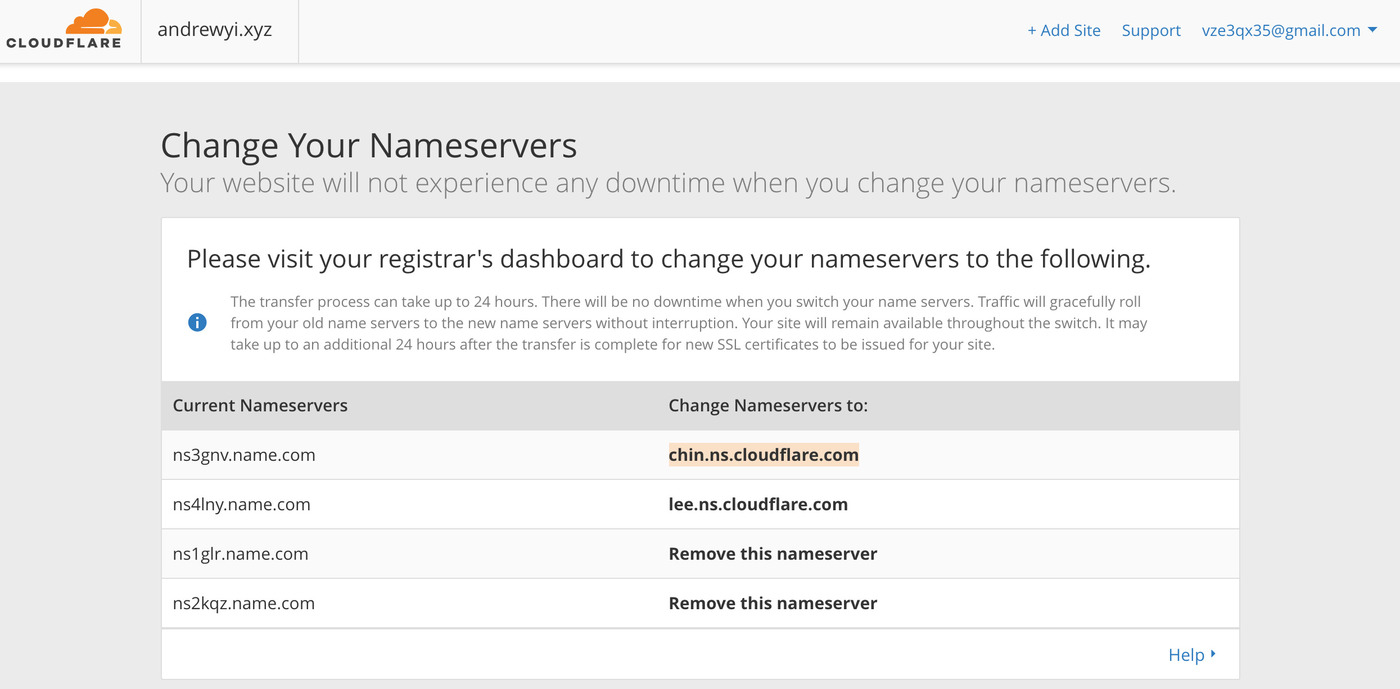 CLOUDFLARE
andrewyi.xyz
+ Add Site Support vze3qx35@gmail.com
Change Your Nameservers
Your website will not experience any downtime when you change your nameservers.
Please visit your registrar's dashboard to change your nameservers to the following.
The transfer process can take up to 24 hours. There will be no downtime when you switch your name servers. Traffic will gracefully roll
from your old name servers to the new name servers without interruption. Your site will remain available throughout the switch. It may
take up to an additional 24 hours after the transfer is complete for new SSL certificates to be issued for your site.
Current Nameservers Change Nameservers to:
ns3gnv.name.com chin.ns.cloudflare.com
ns4lny.name.com lee.ns.cloudflare.com
ns1glr.name.com Remove this nameserver
ns2kqz.name.com Remove this nameserver
Help